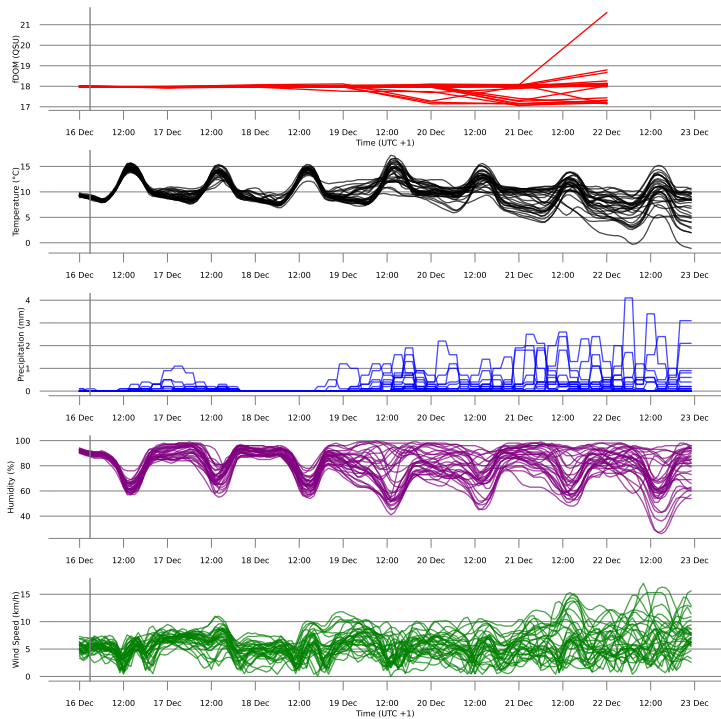 21
20
19
18
17
fDOM (QSU)
16 Dec 12:00 17 Dec 12:00 18 Dec 12:00 19 Dec 12:00 20 Dec 12:00 21 Dec 12:00 22 Dec 12:00 23 Dec
Time (UTC +1)
15
10
5
0
Temperature (°C)
16 Dec 12:00 17 Dec 12:00 18 Dec 12:00 19 Dec 12:00 20 Dec 12:00 21 Dec 12:00 22 Dec 12:00 23 Dec
4
3
2
1
0
Precipitation (mm)
16 Dec 12:00 17 Dec 12:00 18 Dec 12:00 19 Dec 12:00 20 Dec 12:00 21 Dec 12:00 22 Dec 12:00 23 Dec
100
80
60
40
Humidity (%)
16 Dec 12:00 17 Dec 12:00 18 Dec 12:00 19 Dec 12:00 20 Dec 12:00 21 Dec 12:00 22 Dec 12:00 23 Dec
15
10
5
0
Wind Speed (km/h)
16 Dec 12:00 17 Dec 12:00 18 Dec 12:00 19 Dec 12:00 20 Dec 12:00 21 Dec 12:00 22 Dec 12:00 23 Dec
Time (UTC +1)